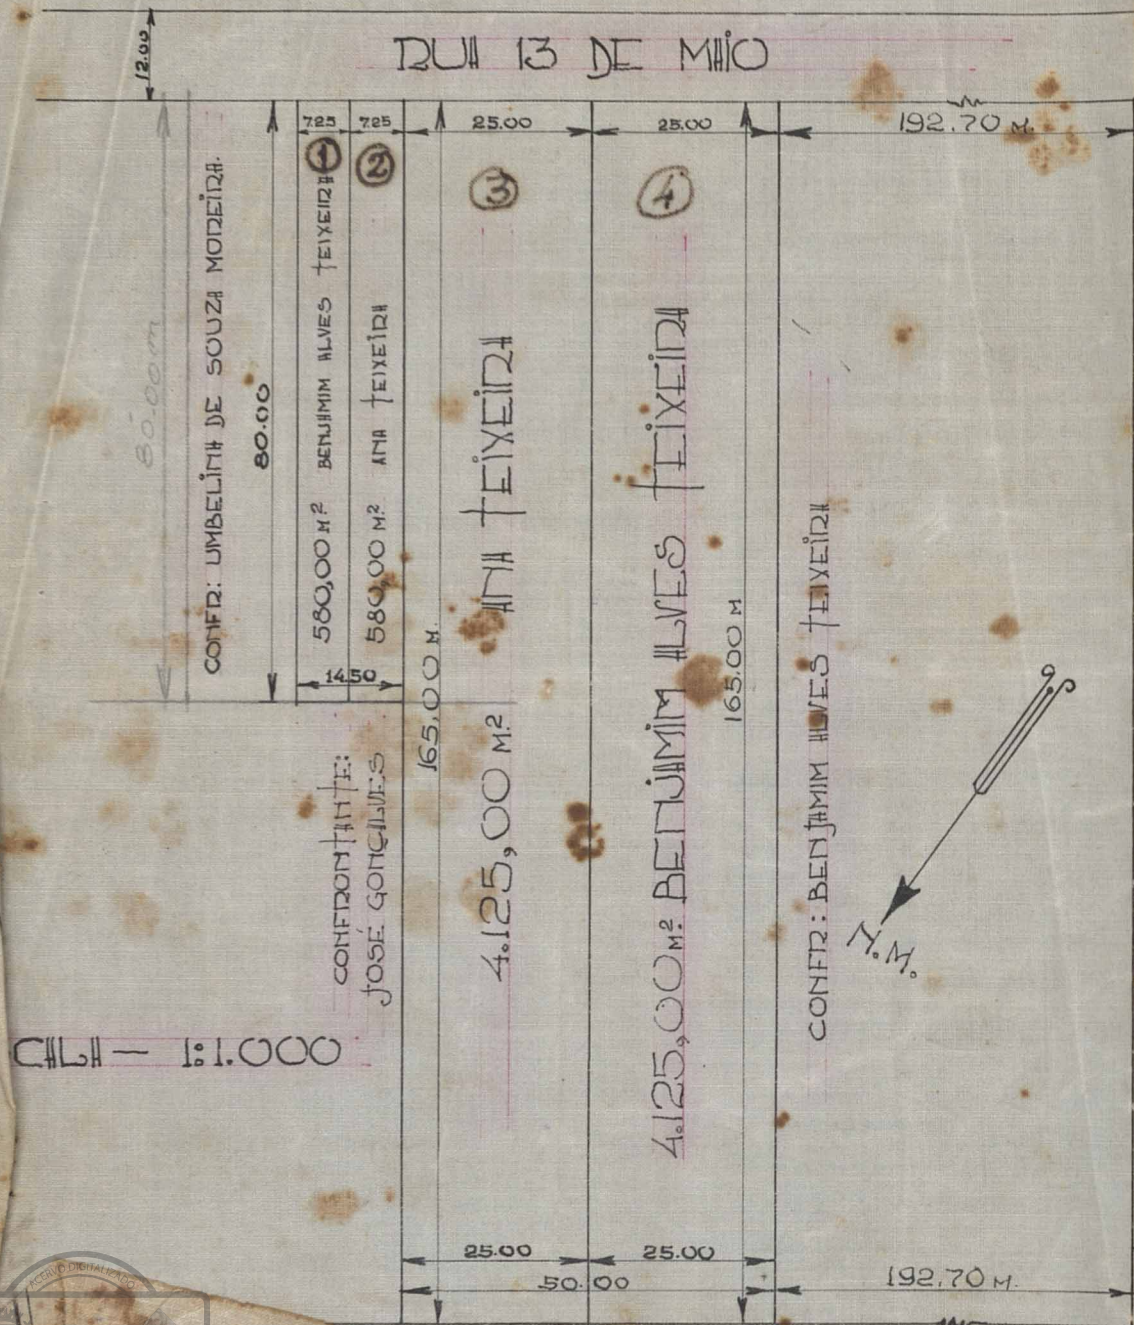 RUA 13 DE MAIO
12.00
7.25 7.25 25.00 25.00 192.70 M.
1 2 3 4
80.00 m
CONFR: UMBELINA DE SOUZA MOREIRA.
80.00
580,00 M² BENJAMIM ALVES TEIXEIRA
580,00 M² ANA TEIXEIRA
14.50
165,00 M.
4.125,00 M² ANA TEIXEIRA
4.125,00 M² BENJAMIM ALVES TEIXEIRA
165.00 M
CONFR: BENJAMIM ALVES TEIXEIRA
CONFRONTANTE:
JOSÉ GONÇALVES
N.M.
CALA — 1:1.000
25.00 25.00
50.00 192.70 M.
ACERVO DIGITALIZADO